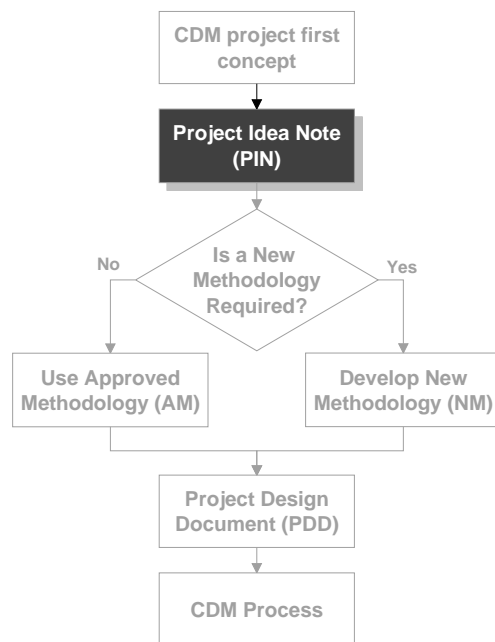 CDM project first
concept
Project Idea Note
(PIN)
Is a New
Methodology
Required?
No
Yes
Use Approved
Methodology (AM)
Develop New
Methodology (NM)
Project Design
Document (PDD)
CDM Process